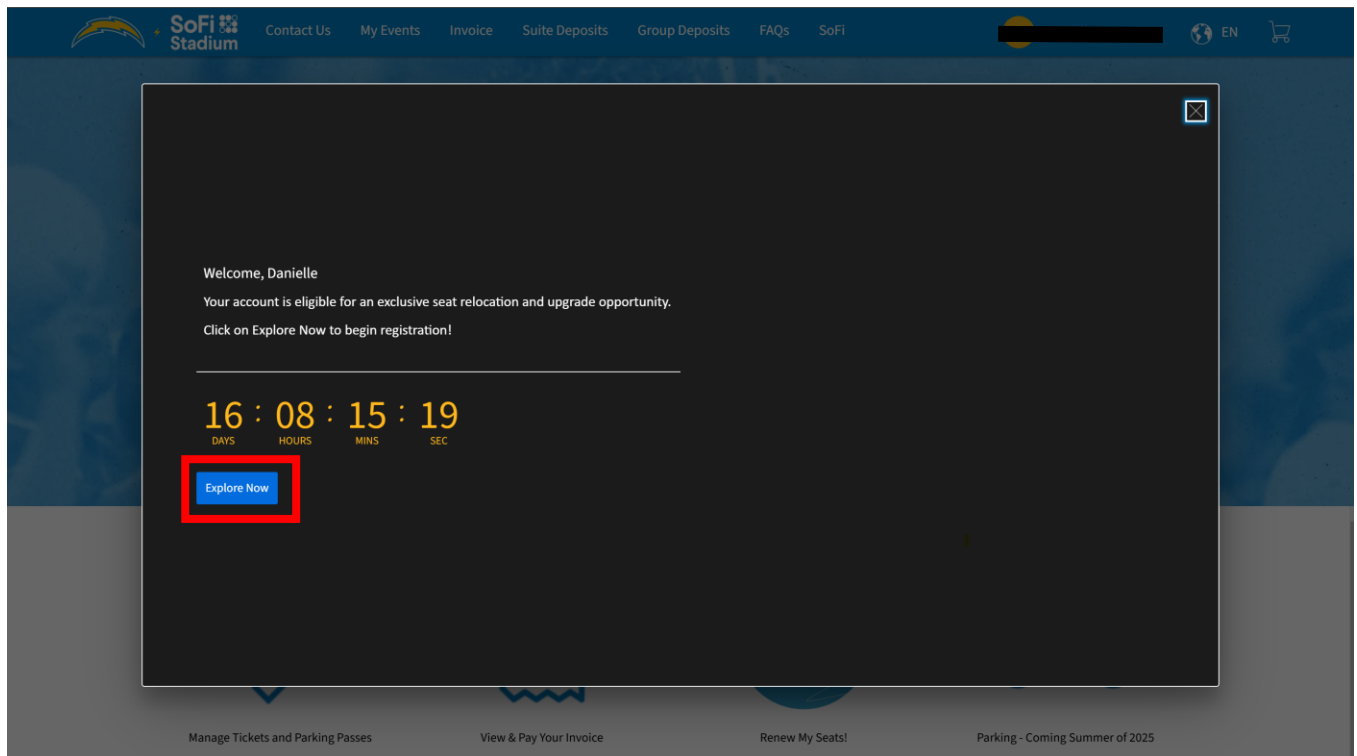 SoFi
Stadium
Contact Us My Events Invoice Suite Deposits Group Deposits FAQs SoFi EN
Welcome, Danielle
Your account is eligible for an exclusive seat relocation and upgrade opportunity.
Click on Explore Now to begin registration!
16 : 08 : 15 : 19
DAYS HOURS MINS SEC
Explore Now
Manage Tickets and Parking Passes View & Pay Your Invoice Renew My Seats! Parking - Coming Summer of 2025